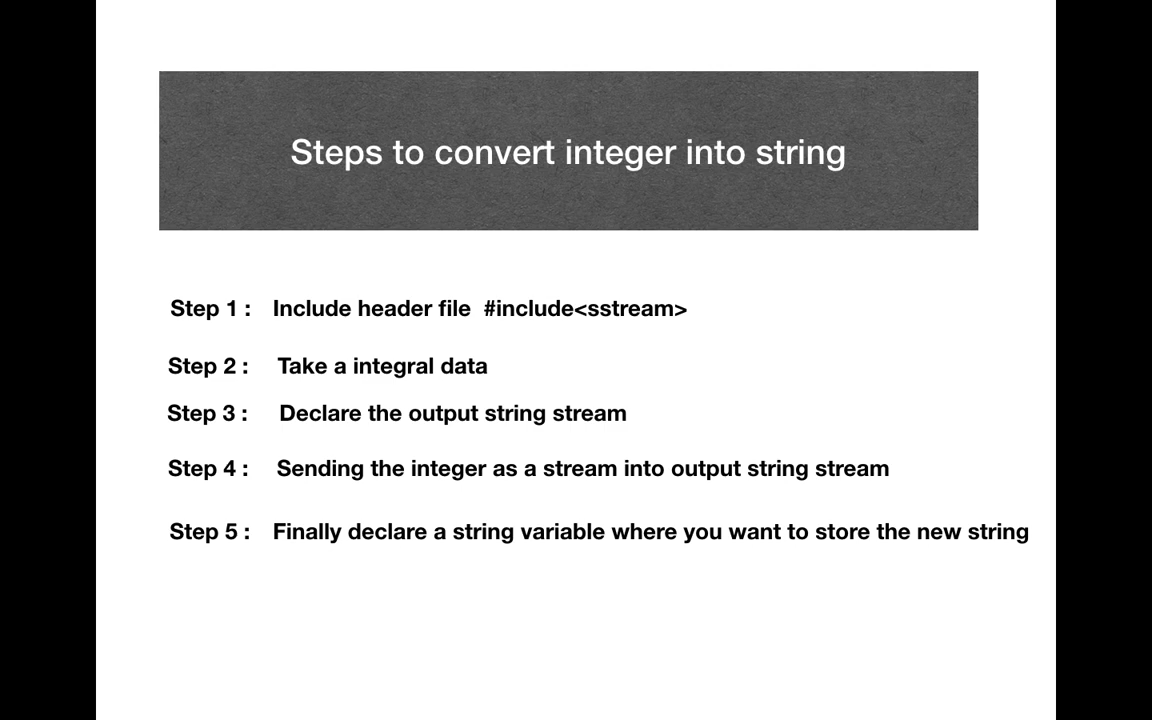 Steps to convert integer into string
Step 1 : Include header file #include<sstream>
Step 2 : Take a integral data
Step 3 : Declare the output string stream
Step 4 : Sending the integer as a stream into output string stream
Step 5 : Finally declare a string variable where you want to store the new string